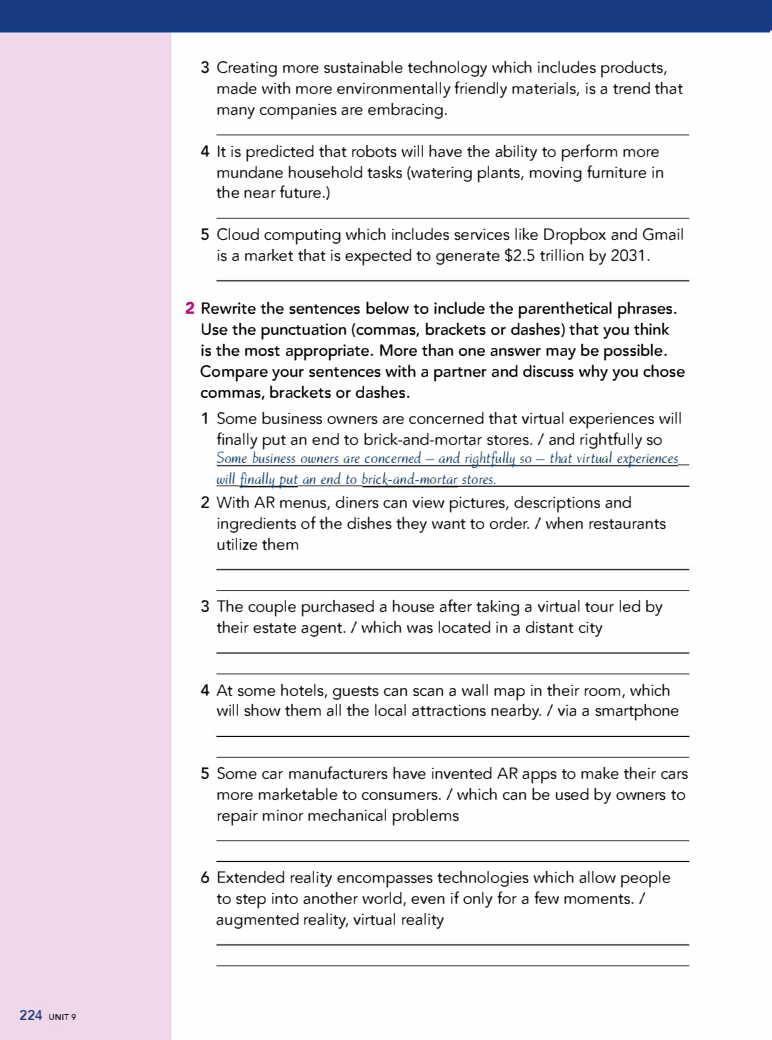 3 Creating more sustainable technology which includes products,
made with more environmentally friendly materials, is a trend that
many companies are embracing.
4 It is predicted that robots will have the ability to perform more
mundane household tasks (watering plants, moving furniture in
the near future.)
5 Cloud computing which includes services like Dropbox and Gmail
is a market that is expected to generate $2.5 trillion by 2031.
2 Rewrite the sentences below to include the parenthetical phrases.
Use the punctuation (commas, brackets or dashes) that you think
is the most appropriate. More than one answer may be possible.
Compare your sentences with a partner and discuss why you chose
commas, brackets or dashes.
1 Some business owners are concerned that virtual experiences will
finally put an end to brick-and-mortar stores. / and rightfully so
Some business owners are concerned – and rightfully so – that virtual experiences
will finally put an end to brick-and-mortar stores.
2 With AR menus, diners can view pictures, descriptions and
ingredients of the dishes they want to order. / when restaurants
utilize them
3 The couple purchased a house after taking a virtual tour led by
their estate agent. / which was located in a distant city
4 At some hotels, guests can scan a wall map in their room, which
will show them all the local attractions nearby. / via a smartphone
5 Some car manufacturers have invented AR apps to make their cars
more marketable to consumers. / which can be used by owners to
repair minor mechanical problems
6 Extended reality encompasses technologies which allow people
to step into another world, even if only for a few moments. /
augmented reality, virtual reality
224 UNIT 9